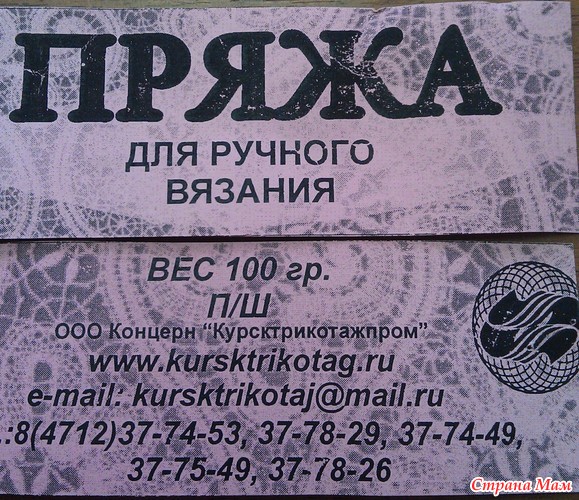 ПРЯЖА
ДЛЯ РУЧНОГО
ВЯЗАНИЯ
ВЕС 100 гр.
П/Ш
ООО Концерн "Курсктрикотажпром"
www.kursktrikotag.ru
e-mail: kursktrikotaj@mail.ru
.:8(4712)37-74-53, 37-78-29, 37-74-49,
37-75-49, 37-78-26
Страна Мам